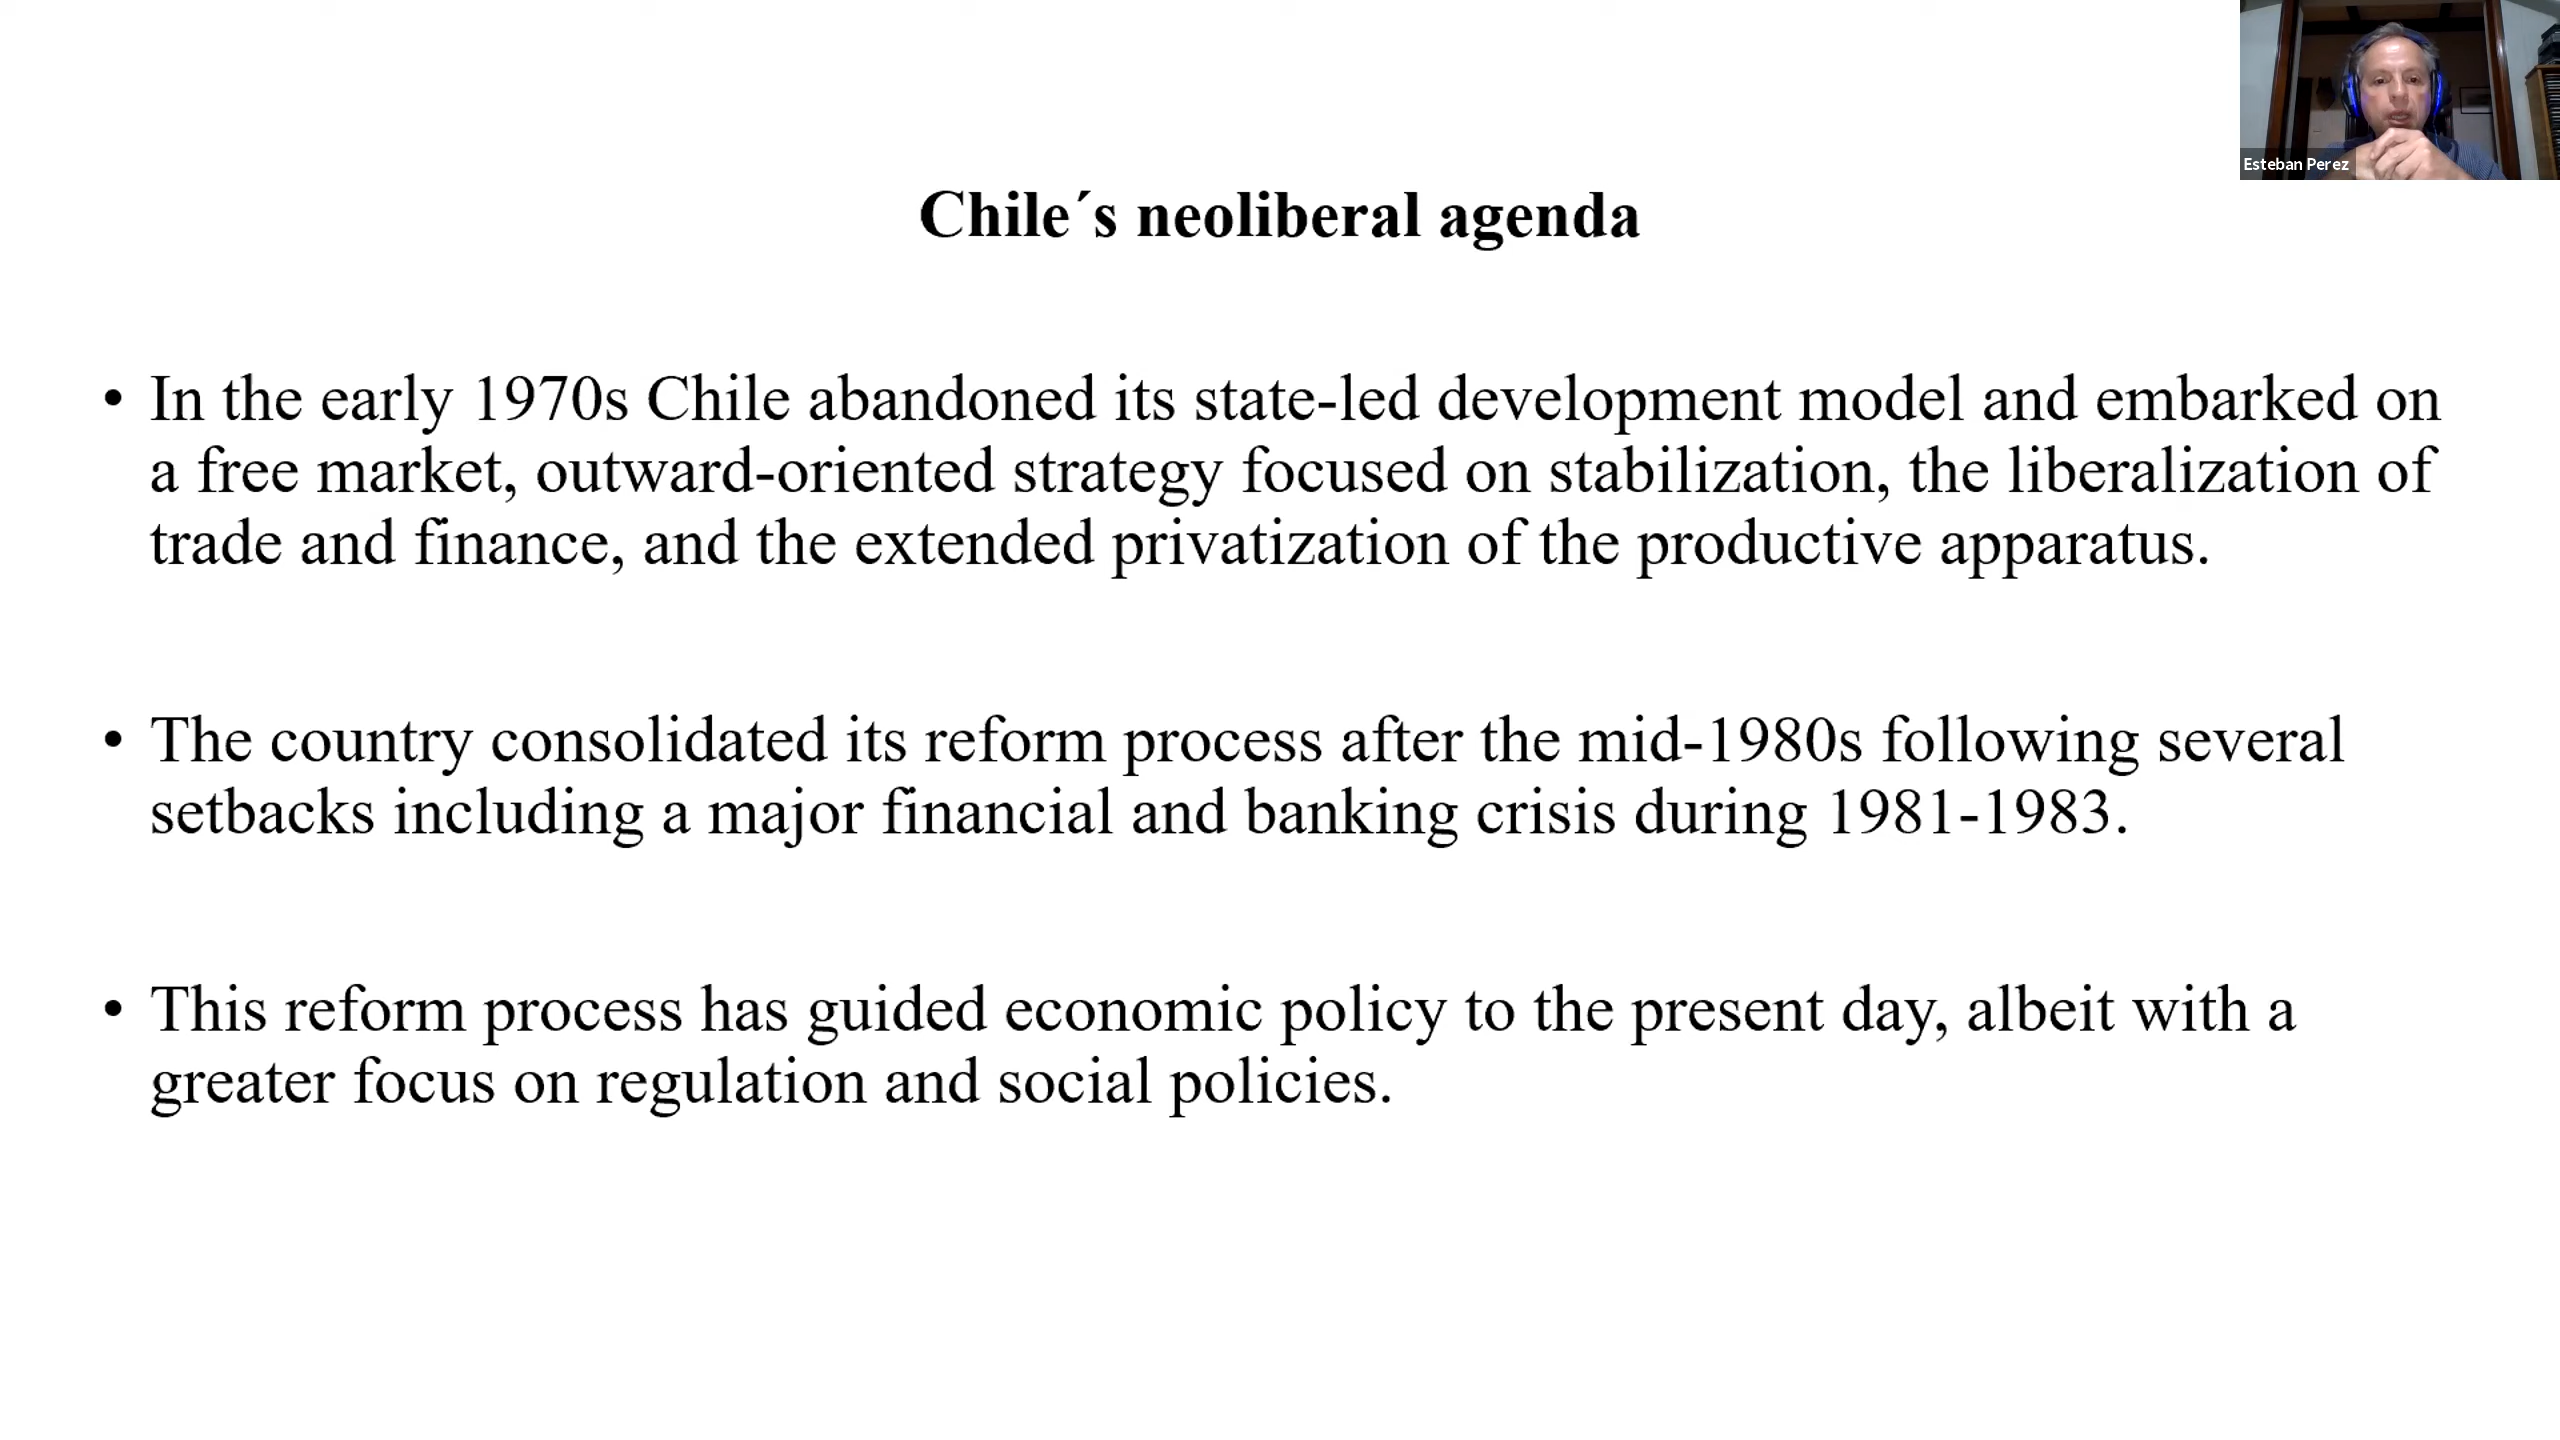 Esteban Perez
Chile´s neoliberal agenda
• In the early 1970s Chile abandoned its state-led development model and embarked on
a free market, outward-oriented strategy focused on stabilization, the liberalization of
trade and finance, and the extended privatization of the productive apparatus.
• The country consolidated its reform process after the mid-1980s following several
setbacks including a major financial and banking crisis during 1981-1983.
• This reform process has guided economic policy to the present day, albeit with a
greater focus on regulation and social policies.